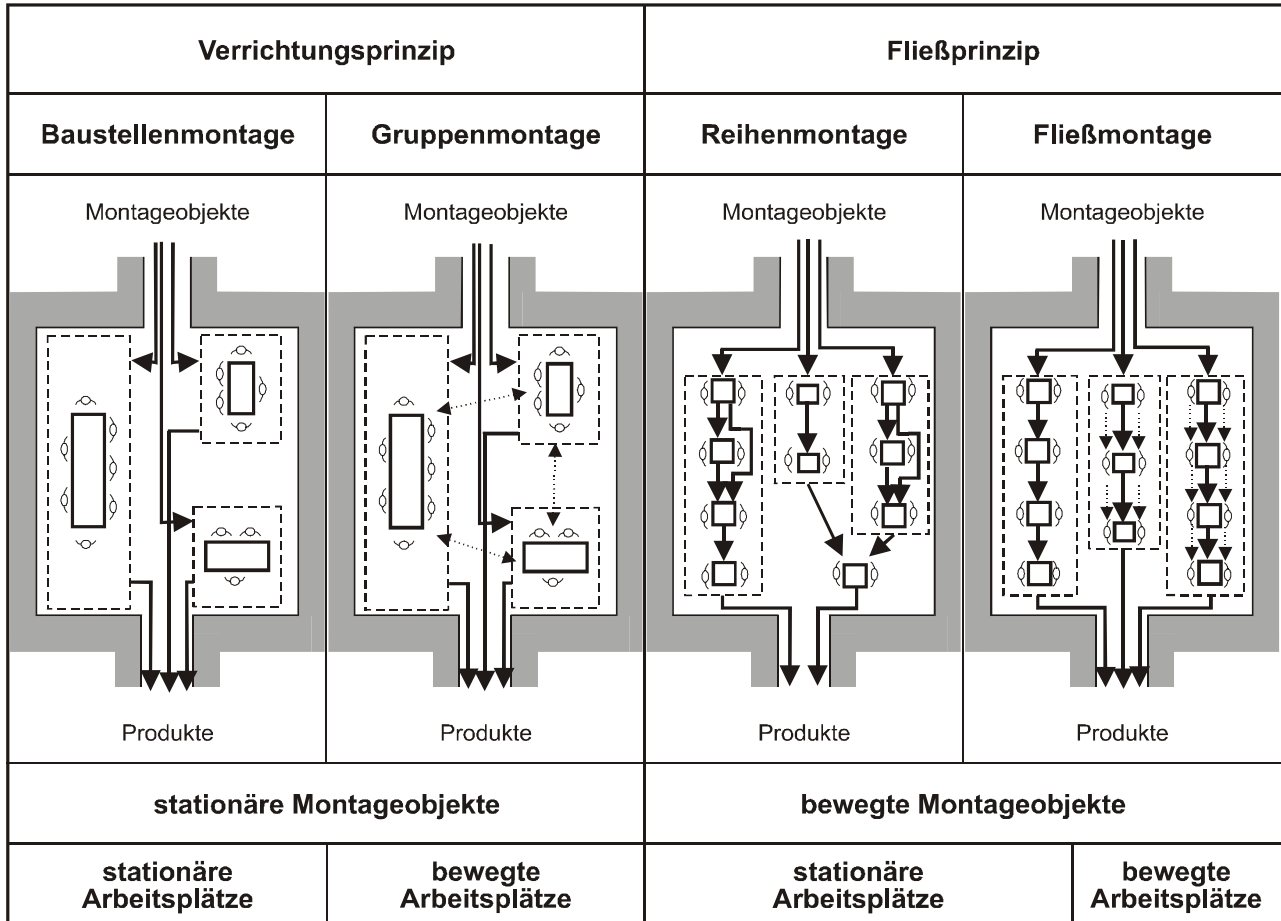 Verrichtungsprinzip
Fließprinzip
Baustellenmontage
Gruppenmontage
Reihenmontage
Fließmontage
Montageobjekte
Montageobjekte
Montageobjekte
Montageobjekte
Produkte
Produkte
Produkte
Produkte
stationäre Montageobjekte
bewegte Montageobjekte
stationäre
Arbeitsplätze
bewegte
Arbeitsplätze
stationäre
Arbeitsplätze
bewegte
Arbeitsplätze